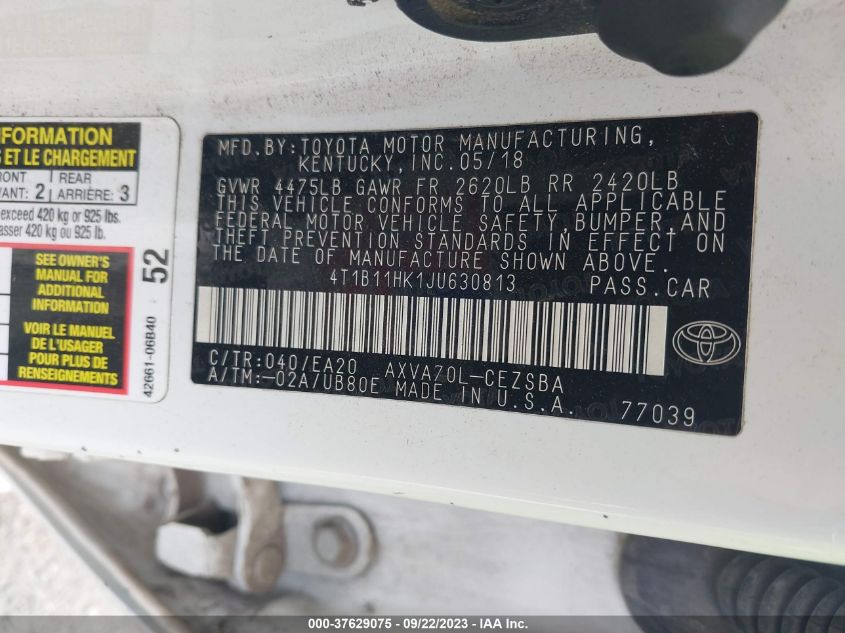 NFORMATION
S ET LE CHARGEMENT
RONT
VANT: 2
REAR
ARRIÈRE: 3
exceed 420 kg or 925 lbs.
asser 420 kg ou 925 lb.
SEE OWNER'S
MANUAL FOR
ADDITIONAL
INFORMATION
VOIR LE MANUEL
DE L'USAGER
POUR PLUS DE
RENSEIGNEMENTS
52
42661-06B40
MFD.BY:TOYOTA MOTOR MANUFACTURING,
KENTUCKY, INC.05/18
GVWR 4475LB GAWR FR 2620LB RR 2420LB
THIS VEHICLE CONFORMS TO ALL APPLICABLE
FEDERAL MOTOR VEHICLE SAFETY,BUMPER,AND
THEFT PREVENTION STANDARDS IN EFFECT ON
THE DATE OF MANUFACTURE SHOWN ABOVE.
4T1B11HK1JU630813 PASS.CAR
C/TR:040/EA20 AXVA70L-CEZSBA
A/TM:-02A/UB80E MADE IN U.S.A. 77039
000-37629075 - 09/22/2023 - IAA Inc.